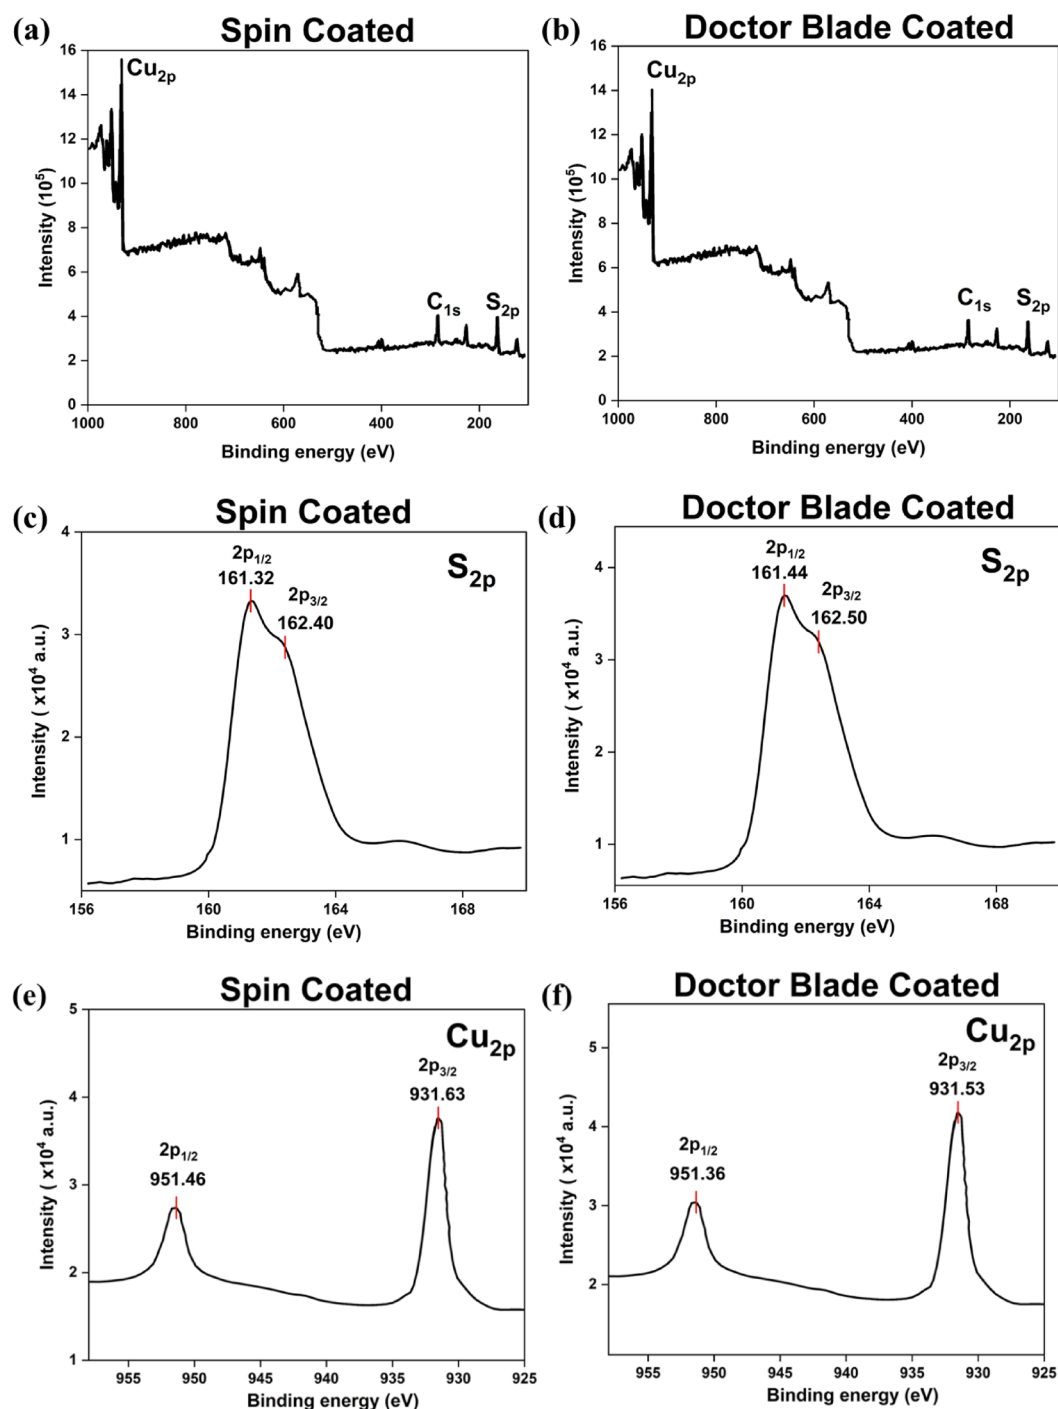 (a)
Spin Coated
16
14
12
10
8
6
4
2
0
Intensity (10⁵)
Cu₂ₚ
C₁ₛ
S₂ₚ
1000 800 600 400 200
Binding energy (eV)
(b)
Doctor Blade Coated
16
14
12
10
8
6
4
2
0
Intensity (10⁵)
Cu₂ₚ
C₁ₛ
S₂ₚ
1000 800 600 400 200
Binding energy (eV)
(c)
Spin Coated
4
3
2
1
Intensity ( x10⁴ a.u.)
2p₁/₂
161.32
2p₃/₂
162.40
S₂ₚ
156 160 164 168
Binding energy (eV)
(d)
Doctor Blade Coated
4
3
2
1
Intensity ( x10⁴ a.u.)
2p₁/₂
161.44
2p₃/₂
162.50
S₂ₚ
156 160 164 168
Binding energy (eV)
(e)
Spin Coated
5
4
3
2
1
Intensity ( x10⁴ a.u.)
Cu₂ₚ
2p₃/₂
931.63
2p₁/₂
951.46
955 950 945 940 935 930 925
Binding energy (eV)
(f)
Doctor Blade Coated
5
4
3
2
Intensity ( x10⁴ a.u.)
Cu₂ₚ
2p₃/₂
931.53
2p₁/₂
951.36
955 950 945 940 935 930 925
Binding energy (eV)